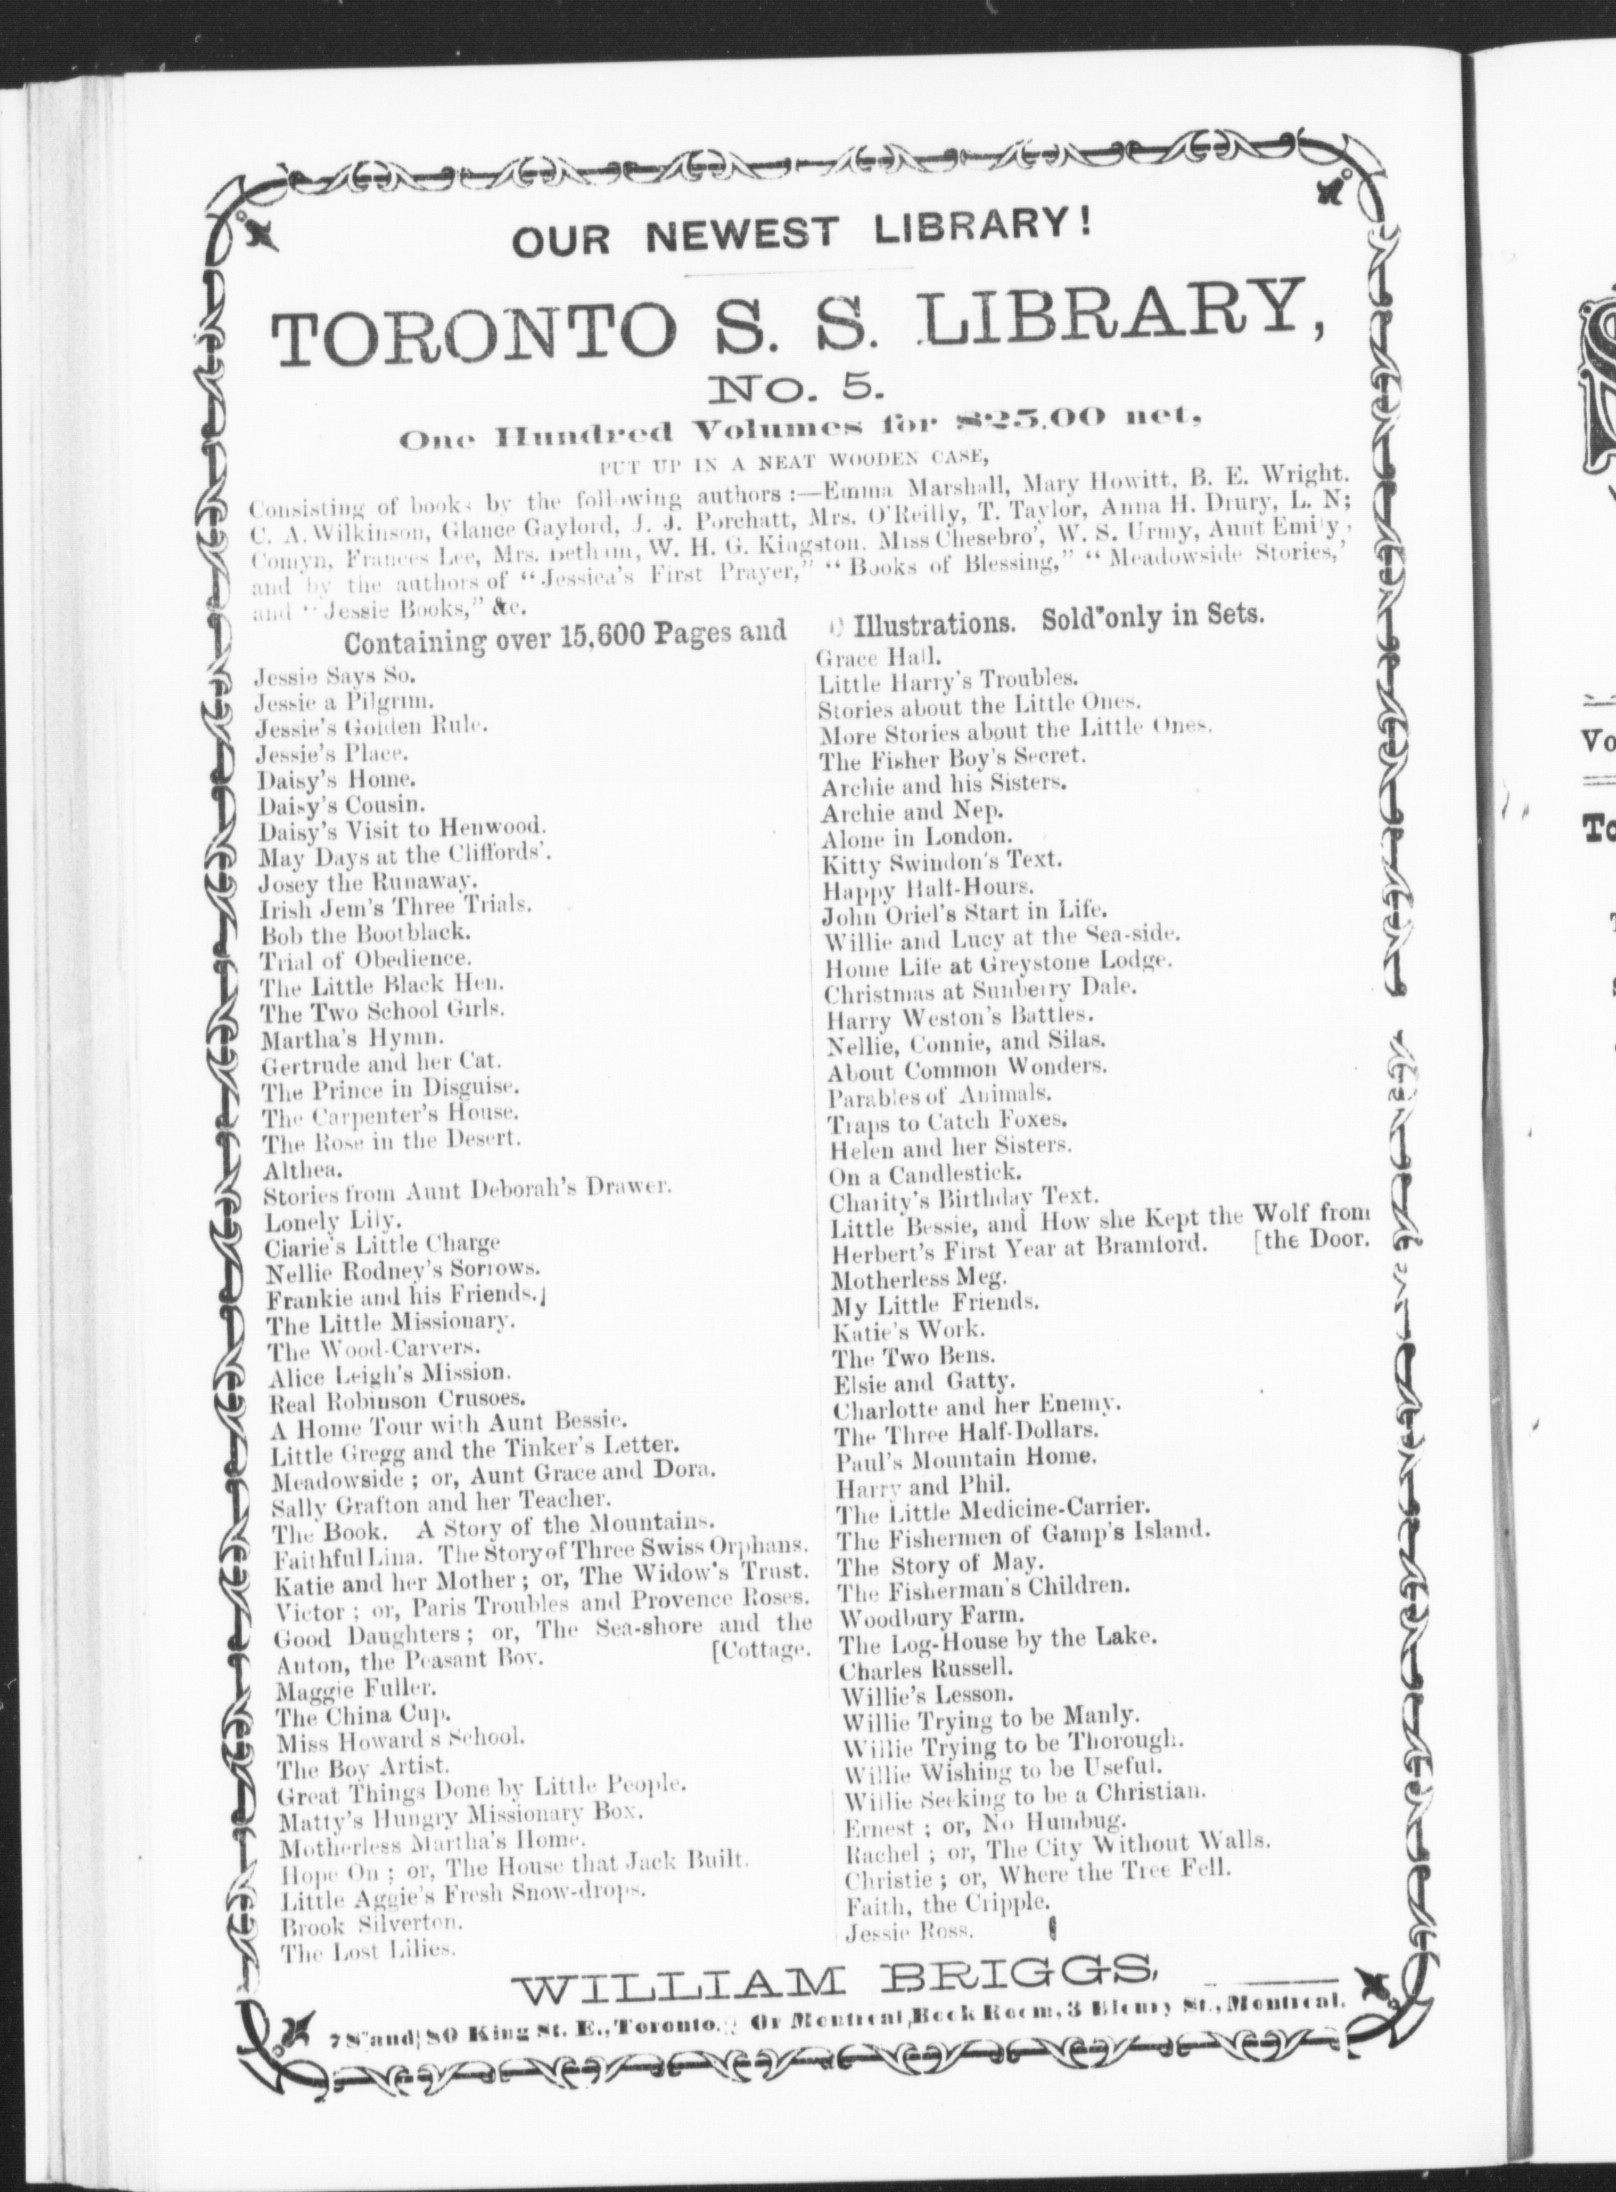 OUR NEWEST LIBRARY!
TORONTO S. S. LIBRARY,
No. 5.
One Hundred Volumes for $25.00 net,
PUT UP IN A NEAT WOODEN CASE,
Consisting of books by the following authors:—Emma Marshall, Mary Howitt, B. E. Wright.
C. A. Wilkinson, Glance Gaylord, J. J. Porchatt, Mrs. O'Reilly, T. Taylor, Anna H. Drury, L. N;
Comyn, Frances Lee, Mrs. Betham, W. H. G. Kingston. Miss Chesebro', W. S. Urmy, Aunt Emily,
and by the authors of "Jessica's First Prayer," "Books of Blessing," "Meadowside Stories,'
and "Jessie Books," &c.
Containing over 15,600 Pages and Illustrations. Sold only in Sets.
Jessie Says So.
Jessie a Pilgrim.
Jessie's Golden Rule.
Jessie's Place.
Daisy's Home.
Daisy's Cousin.
Daisy's Visit to Henwood.
May Days at the Cliffords'.
Josey the Runaway.
Irish Jem's Three Trials.
Bob the Bootblack.
Trial of Obedience.
The Little Black Hen.
The Two School Girls.
Martha's Hymn.
Gertrude and her Cat.
The Prince in Disguise.
The Carpenter's House.
The Rose in the Desert.
Althea.
Stories from Aunt Deborah's Drawer.
Lonely Lily.
Clarie's Little Charge
Nellie Rodney's Sorrows.
Frankie and his Friends.
The Little Missionary.
The Wood-Carvers.
Alice Leigh's Mission.
Real Robinson Crusoes.
A Home Tour with Aunt Bessie.
Little Gregg and the Tinker's Letter.
Meadowside; or, Aunt Grace and Dora.
Sally Grafton and her Teacher.
The Book. A Story of the Mountains.
Faithful Lina. The Story of Three Swiss Orphans.
Katie and her Mother; or, The Widow's Trust.
Victor; or, Paris Troubles and Provence Roses.
Good Daughters; or, The Sea-shore and the
Anton, the Peasant Boy. [Cottage.
Maggie Fuller.
The China Cup.
Miss Howard s School.
The Boy Artist.
Great Things Done by Little People.
Matty's Hungry Missionary Box.
Motherless Martha's Home.
Hope On; or, The House that Jack Built.
Little Aggie's Fresh Snow-drops.
Brook Silverton.
The Lost Lilies.
Grace Hall.
Little Harry's Troubles.
Stories about the Little Ones.
More Stories about the Little Ones.
The Fisher Boy's Secret.
Archie and his Sisters.
Archie and Nep.
Alone in London.
Kitty Swindon's Text.
Happy Half-Hours.
John Oriel's Start in Life.
Willie and Lucy at the Sea-side.
Home Life at Greystone Lodge.
Christmas at Sunberry Dale.
Harry Weston's Battles.
Nellie, Connie, and Silas.
About Common Wonders.
Parables of Animals.
Traps to Catch Foxes.
Helen and her Sisters.
On a Candlestick.
Charity's Birthday Text.
Little Bessie, and How she Kept the Wolf from
Herbert's First Year at Bramford. [the Door.
Motherless Meg.
My Little Friends.
Katie's Work.
The Two Bens.
Elsie and Gatty.
Charlotte and her Enemy.
The Three Half-Dollars.
Paul's Mountain Home.
Harry and Phil.
The Little Medicine-Carrier.
The Fishermen of Gamp's Island.
The Story of May.
The Fisherman's Children.
Woodbury Farm.
The Log-House by the Lake.
Charles Russell.
Willie's Lesson.
Willie Trying to be Manly.
Willie Trying to be Thorough.
Willie Wishing to be Useful.
Willie Seeking to be a Christian.
Ernest; or, No Humbug.
Rachel; or, The City Without Walls.
Christie; or, Where the Tree Fell.
Faith, the Cripple.
Jessie Ross.
WILLIAM BRIGGS,
78 and 80 King St. E., Toronto. Or Montreal Book Room, 3 Bleury St., Montreal.
Vo
To